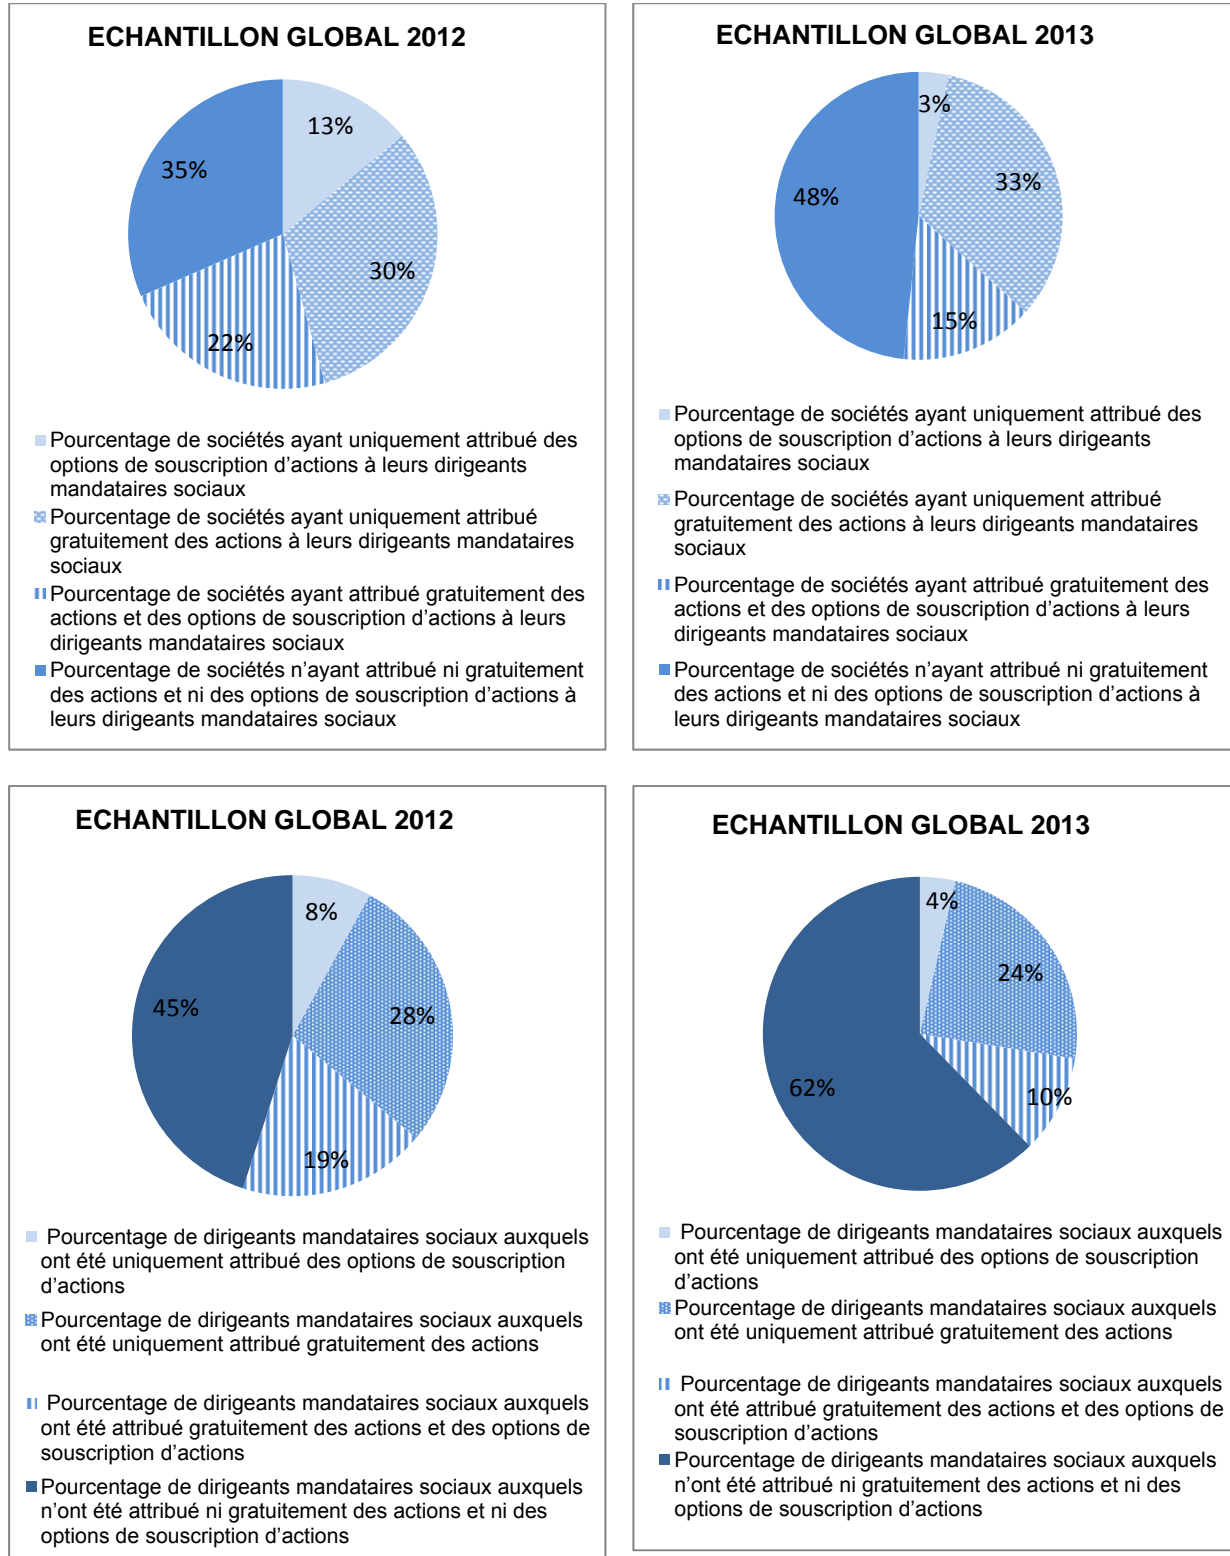 ECHANTILLON GLOBAL 2012
13%
35%
30%
22%
Pourcentage de sociétés ayant uniquement attribué des
options de souscription d’actions à leurs dirigeants
mandataires sociaux
Pourcentage de sociétés ayant uniquement attribué
gratuitement des actions à leurs dirigeants mandataires
sociaux
Pourcentage de sociétés ayant attribué gratuitement des
actions et des options de souscription d’actions à leurs
dirigeants mandataires sociaux
Pourcentage de sociétés n’ayant attribué ni gratuitement
des actions et ni des options de souscription d’actions à
leurs dirigeants mandataires sociaux
ECHANTILLON GLOBAL 2013
3%
33%
48%
15%
Pourcentage de sociétés ayant uniquement attribué des
options de souscription d’actions à leurs dirigeants
mandataires sociaux
Pourcentage de sociétés ayant uniquement attribué
gratuitement des actions à leurs dirigeants mandataires
sociaux
Pourcentage de sociétés ayant attribué gratuitement des
actions et des options de souscription d’actions à leurs
dirigeants mandataires sociaux
Pourcentage de sociétés n’ayant attribué ni gratuitement
des actions et ni des options de souscription d’actions à
leurs dirigeants mandataires sociaux
ECHANTILLON GLOBAL 2012
8%
45%
28%
19%
Pourcentage de dirigeants mandataires sociaux auxquels
ont été uniquement attribué des options de souscription
d’actions
Pourcentage de dirigeants mandataires sociaux auxquels
ont été uniquement attribué gratuitement des actions
Pourcentage de dirigeants mandataires sociaux auxquels
ont été attribué gratuitement des actions et des options de
souscription d’actions
Pourcentage de dirigeants mandataires sociaux auxquels
n’ont été attribué ni gratuitement des actions et ni des
options de souscription d’actions
ECHANTILLON GLOBAL 2013
4%
24%
62%
10%
Pourcentage de dirigeants mandataires sociaux auxquels
ont été uniquement attribué des options de souscription
d’actions
Pourcentage de dirigeants mandataires sociaux auxquels
ont été uniquement attribué gratuitement des actions
Pourcentage de dirigeants mandataires sociaux auxquels
ont été attribué gratuitement des actions et des options de
souscription d’actions
Pourcentage de dirigeants mandataires sociaux auxquels
n’ont été attribué ni gratuitement des actions et ni des
options de souscription d’actions